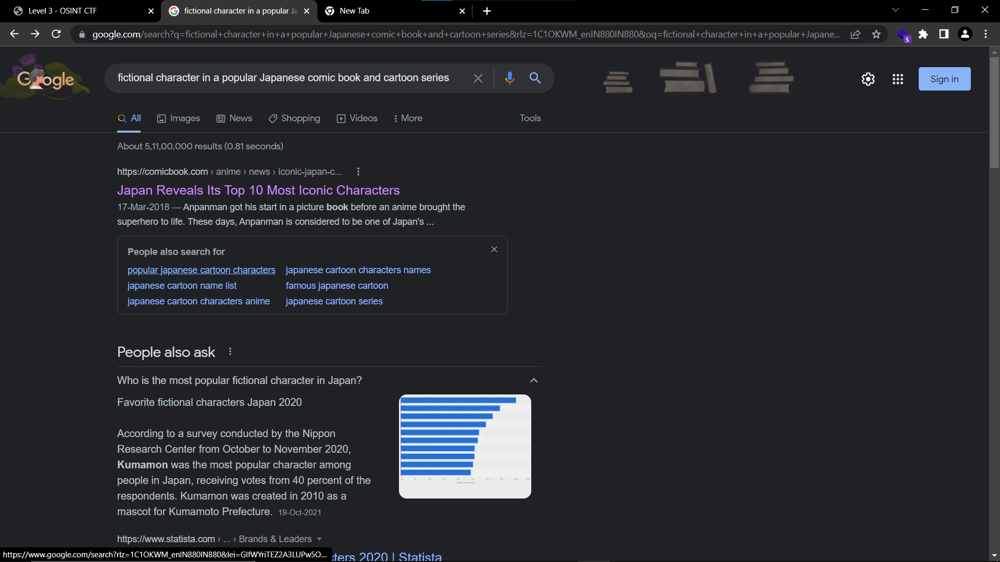 Level 3 - OSINT CTF
fictional character in a popular Ja
New Tab
google.com/search?q=fictional+character+in+a+popular+Japanese+comic+book+and+cartoon+series&rlz=1C1OKWM_enIN880IN880&oq=fictional+character+in+a+popular+Japane...
5
Google
fictional character in a popular Japanese comic book and cartoon series
Sign in
All
Images
News
Shopping
Videos
More
Tools
About 5,11,00,000 results (0.81 seconds)
https://comicbook.com › anime › news › iconic-japan-c...
Japan Reveals Its Top 10 Most Iconic Characters
17-Mar-2018 — Anpanman got his start in a picture book before an anime brought the
superhero to life. These days, Anpanman is considered to be one of Japan's ...
People also search for
popular japanese cartoon characters
japanese cartoon characters names
japanese cartoon name list
famous japanese cartoon
japanese cartoon characters anime
japanese cartoon series
People also ask
Who is the most popular fictional character in Japan?
Favorite fictional characters Japan 2020
According to a survey conducted by the Nippon
Research Center from October to November 2020,
Kumamon was the most popular character among
people in Japan, receiving votes from 40 percent of the
respondents. Kumamon was created in 2010 as a
mascot for Kumamoto Prefecture. 19-Oct-2021
https://www.statista.com › ... › Brands & Leaders
ters 2020 | Statista
https://www.google.com/search?rlz=1C1OKWM_enIN880IN880&lei=GIfWYriTEZ2A3LUPw5O...